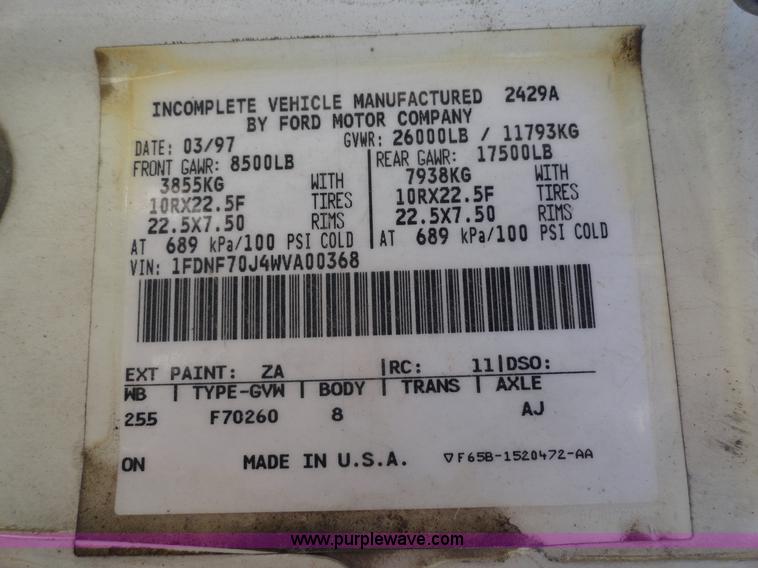 INCOMPLETE VEHICLE MANUFACTURED 2429A
BY FORD MOTOR COMPANY
DATE: 03/97 GVWR: 26000LB / 11793KG
FRONT GAWR: 8500LB REAR GAWR: 17500LB
3855KG WITH 7938KG WITH
10RX22.5F TIRES 10RX22.5F TIRES
22.5X7.50 RIMS 22.5X7.50 RIMS
AT 689 kPa/100 PSI COLD AT 689 kPa/100 PSI COLD
VIN: 1FDNF70J4WVA00368
EXT PAINT: ZA |RC: 11|DSO:
WB | TYPE-GVW | BODY | TRANS | AXLE
255 F70260 8 AJ
ON MADE IN U.S.A. ▽F65B-1520472-AA
www.purplewave.com